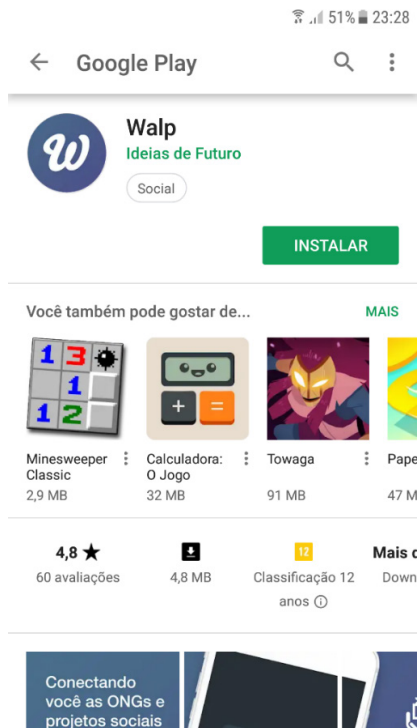 51% 23:28
Google Play
w
Walp
Ideias de Futuro
Social
INSTALAR
Você também pode gostar de...
MAIS
1 3
1
1 2
+ =
Minesweeper
Classic
2,9 MB
Calculadora:
O Jogo
32 MB
Towaga
91 MB
Pape
47 M
4,8 ★
60 avaliações
4,8 MB
12
Classificação 12
anos
Mais d
Down
Conectando
você as ONGs e
projetos sociais